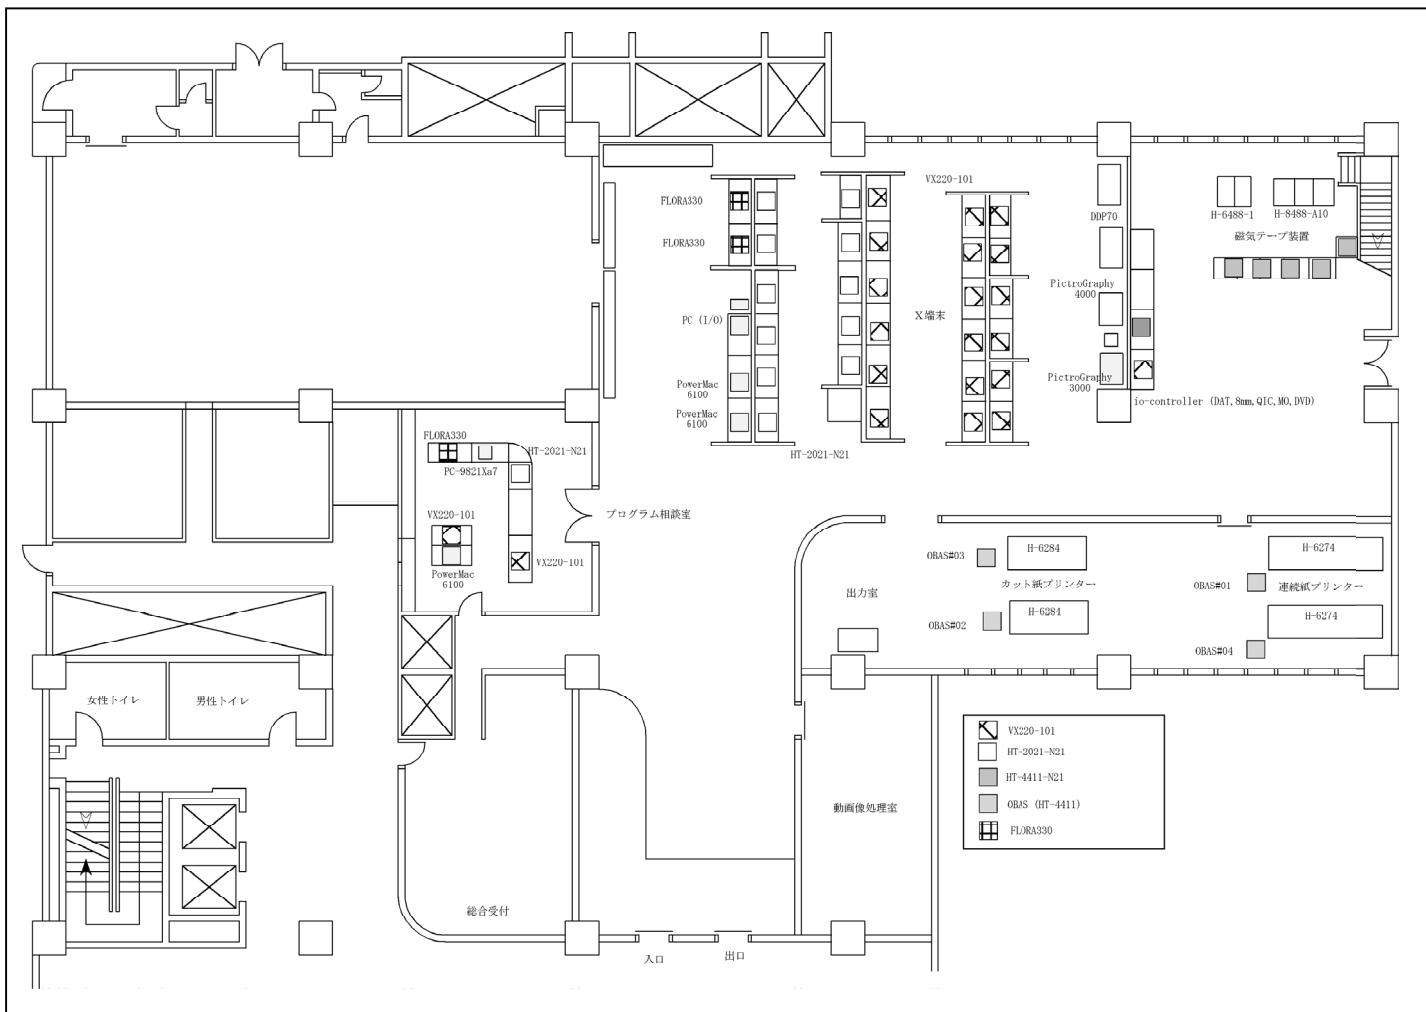 VX220-101
FLORA330
FLORA330
DDP70
H-6488-1
H-8488-A10
磁気テープ装置
PictroGraphy
4000
PC (I/O)
X端末
PowerMac
6100
PictroGraphy
3000
PowerMac
6100
io-controller (DAT,8mm,QIC,MO,DVD)
FLORA330
HT-2021-N21
HT-2021-N21
PC-9821Xa7
VX220-101
プログラム相談室
VX220-101
PowerMac
6100
OBAS#03
H-6284
H-6274
カット紙プリンター
OBAS#01
連続紙プリンター
出力室
OBAS#02
H-6284
H-6274
OBAS#04
女性トイレ
男性トイレ
VX220-101
HT-2021-N21
HT-4411-N21
OBAS (HT-4411)
FLORA330
動画像処理室
総合受付
入口
出口